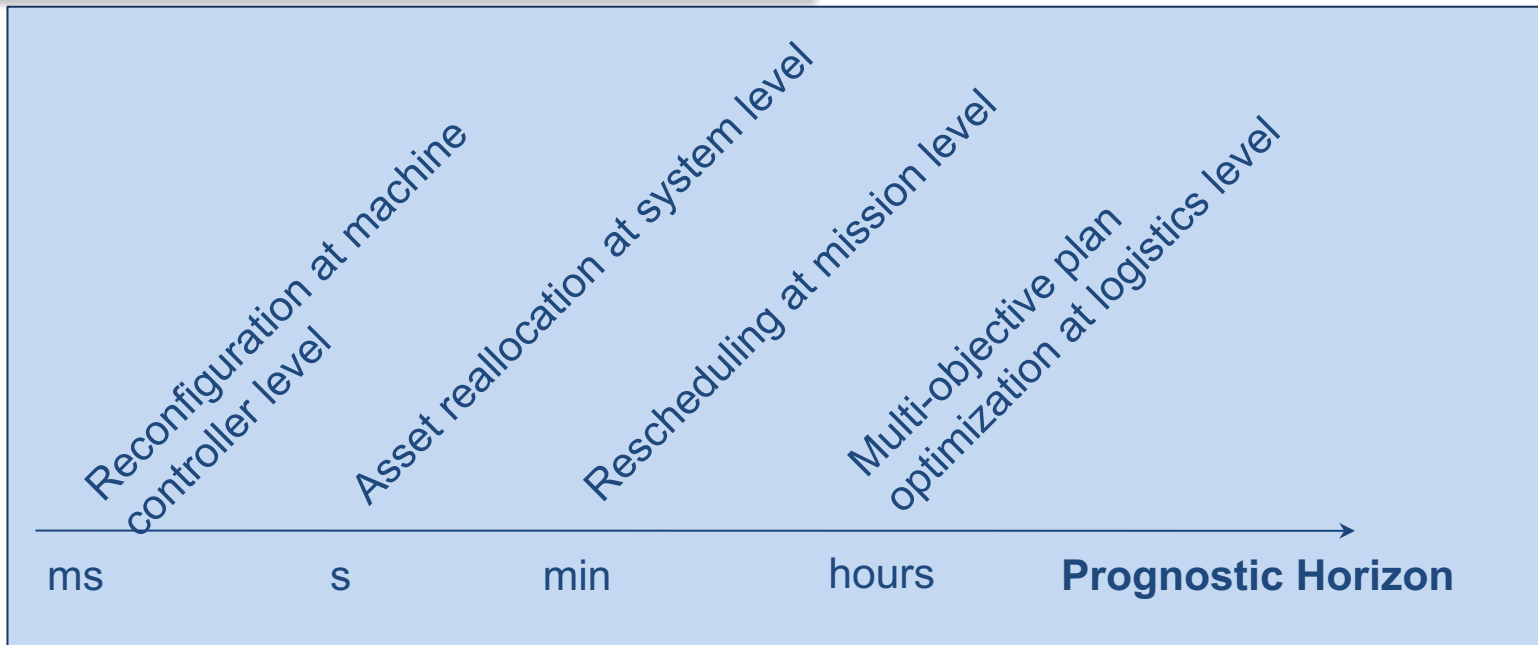 Reconfiguration at machine
controller level
Asset reallocation at system level
Rescheduling at mission level
Multi-objective plan
optimization at logistics level
ms
s
min
hours
Prognostic Horizon